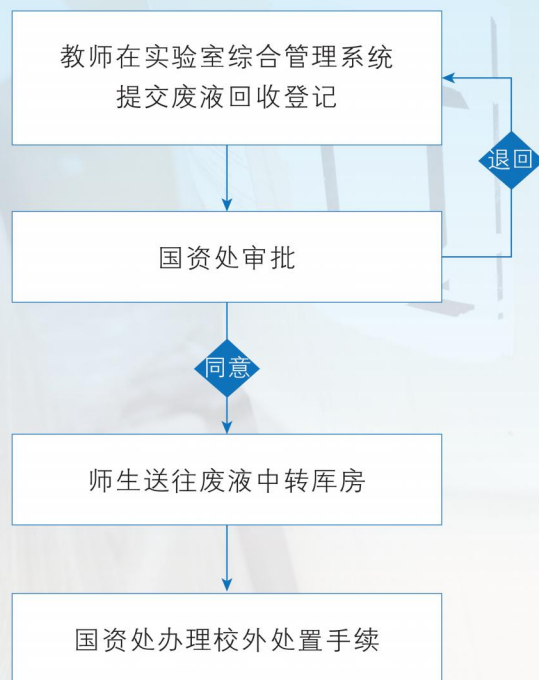 教师在实验室综合管理系统
提交废液回收登记
退回
国资处审批
同意
师生送往废液中转库房
国资处办理校外处置手续